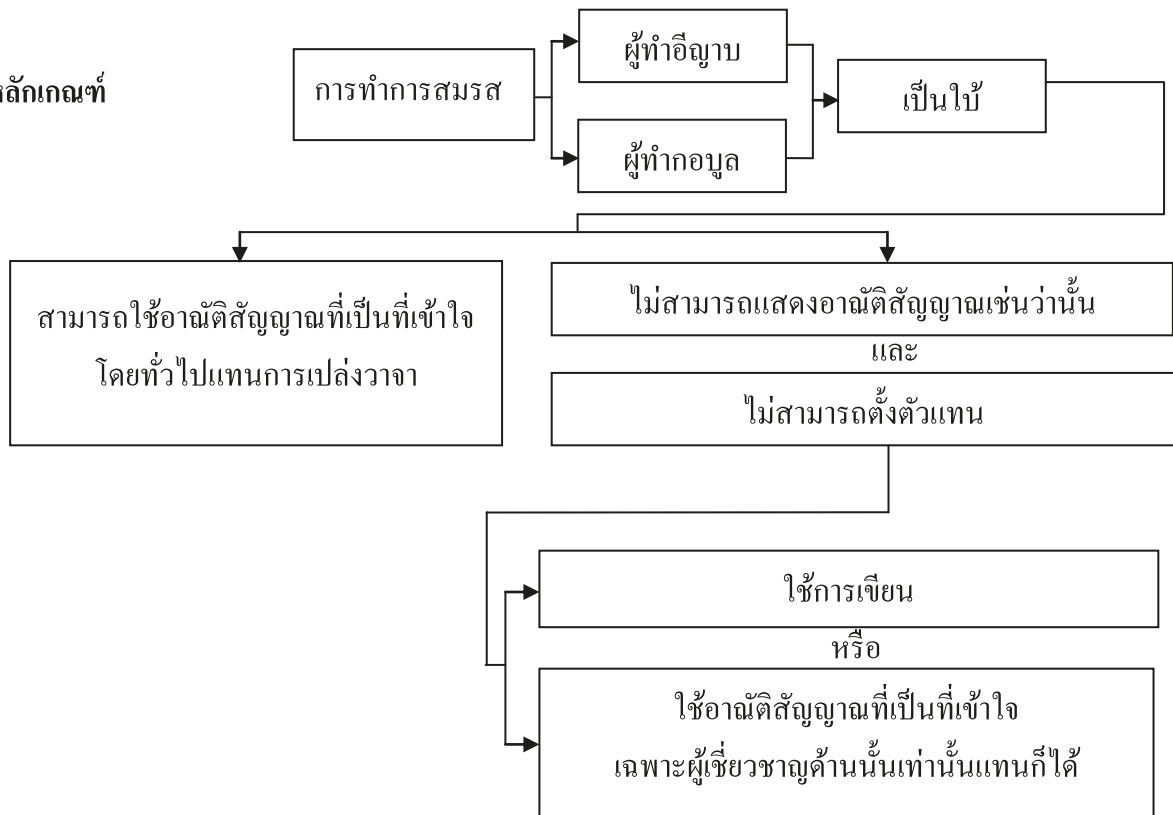 ลักเกณฑ์
การทำการสมรส
ผู้ทำอีญาบ
ผู้ทำกอบูล
เป็นใบ้
สามารถใช้อาณัติสัญญาณที่เป็นที่เข้าใจ
โดยทั่วไปแทนการเปล่งวาจา
ไม่สามารถแสดงอาณัติสัญญาณเช่นว่านั้น
และ
ไม่สามารถตั้งตัวแทน
ใช้การเขียน
หรือ
ใช้อาณัติสัญญาณที่เป็นที่เข้าใจ
เฉพาะผู้เชี่ยวชาญด้านนั้นเท่านั้นแทนก็ได้